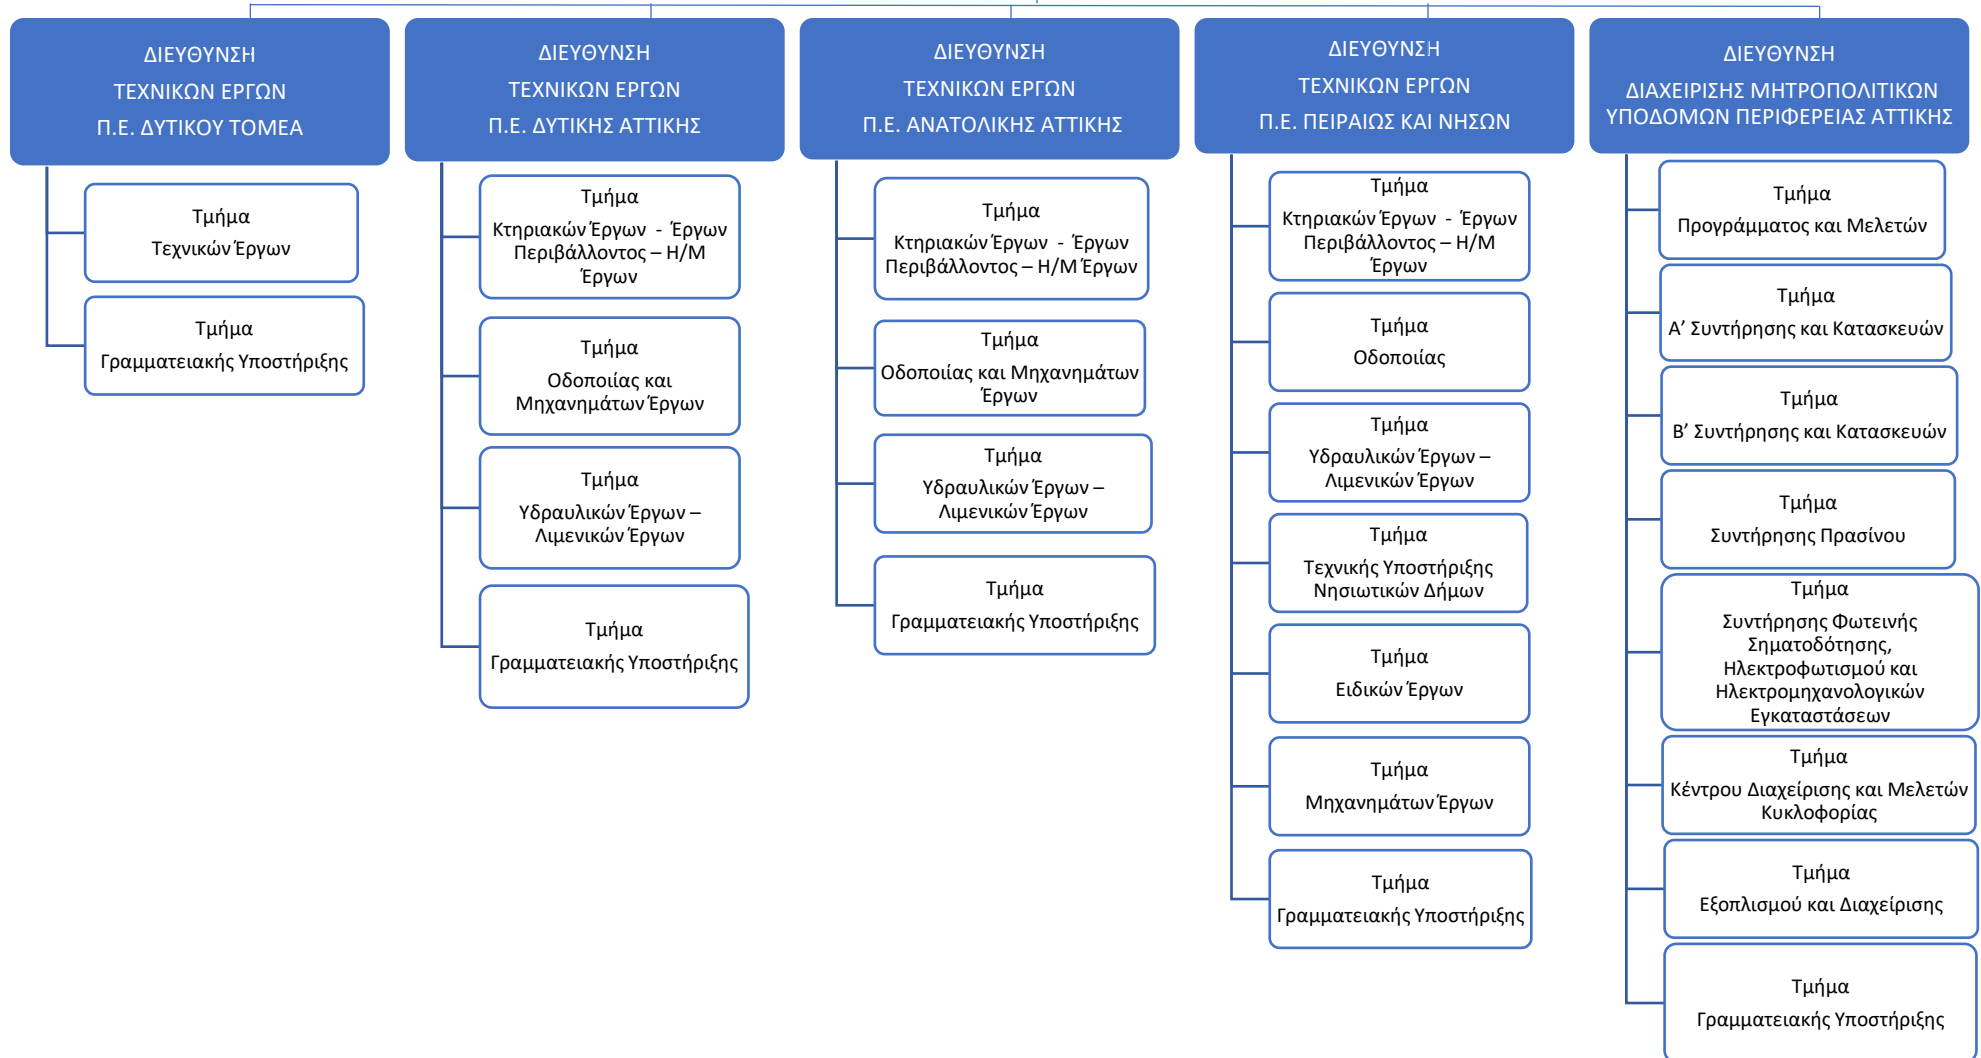 ΔΙΕΥΘΥΝΣΗ
ΤΕΧΝΙΚΩΝ ΕΡΓΩΝ
Π.Ε. ΔΥΤΙΚΟΥ ΤΟΜΕΑ
Τμήμα
Τεχνικών Έργων
Τμήμα
Γραμματειακής Υποστήριξης
ΔΙΕΥΘΥΝΣΗ
ΤΕΧΝΙΚΩΝ ΕΡΓΩΝ
Π.Ε. ΔΥΤΙΚΗΣ ΑΤΤΙΚΗΣ
Τμήμα
Κτηριακών Έργων - Έργων
Περιβάλλοντος – Η/Μ
Έργων
Τμήμα
Οδοποιίας και
Μηχανημάτων Έργων
Τμήμα
Υδραυλικών Έργων –
Λιμενικών Έργων
Τμήμα
Γραμματειακής Υποστήριξης
ΔΙΕΥΘΥΝΣΗ
ΤΕΧΝΙΚΩΝ ΕΡΓΩΝ
Π.Ε. ΑΝΑΤΟΛΙΚΗΣ ΑΤΤΙΚΗΣ
Τμήμα
Κτηριακών Έργων - Έργων
Περιβάλλοντος – Η/Μ Έργων
Τμήμα
Οδοποιίας και Μηχανημάτων
Έργων
Τμήμα
Υδραυλικών Έργων –
Λιμενικών Έργων
Τμήμα
Γραμματειακής Υποστήριξης
ΔΙΕΥΘΥΝΣΗ
ΤΕΧΝΙΚΩΝ ΕΡΓΩΝ
Π.Ε. ΠΕΙΡΑΙΩΣ ΚΑΙ ΝΗΣΩΝ
Τμήμα
Κτηριακών Έργων - Έργων
Περιβάλλοντος – Η/Μ
Έργων
Τμήμα
Οδοποιίας
Τμήμα
Υδραυλικών Έργων –
Λιμενικών Έργων
Τμήμα
Τεχνικής Υποστήριξης
Νησιωτικών Δήμων
Τμήμα
Ειδικών Έργων
Τμήμα
Μηχανημάτων Έργων
Τμήμα
Γραμματειακής Υποστήριξης
ΔΙΕΥΘΥΝΣΗ
ΔΙΑΧΕΙΡΙΣΗΣ ΜΗΤΡΟΠΟΛΙΤΙΚΩΝ
ΥΠΟΔΟΜΩΝ ΠΕΡΙΦΕΡΕΙΑΣ ΑΤΤΙΚΗΣ
Τμήμα
Προγράμματος και Μελετών
Τμήμα
Α’ Συντήρησης και Κατασκευών
Τμήμα
Β’ Συντήρησης και Κατασκευών
Τμήμα
Συντήρησης Πρασίνου
Τμήμα
Συντήρησης Φωτεινής
Σηματοδότησης,
Ηλεκτροφωτισμού και
Ηλεκτρομηχανολογικών
Εγκαταστάσεων
Τμήμα
Κέντρου Διαχείρισης και Μελετών
Κυκλοφορίας
Τμήμα
Εξοπλισμού και Διαχείρισης
Τμήμα
Γραμματειακής Υποστήριξης